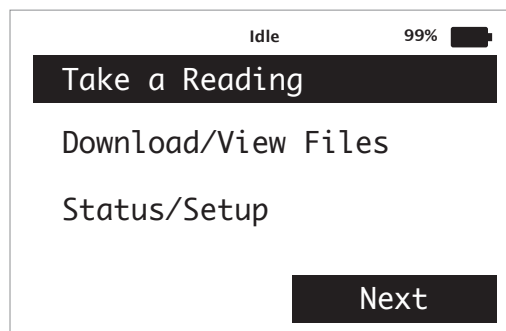 Idle 99%
Take a Reading
Download/View Files
Status/Setup
Next